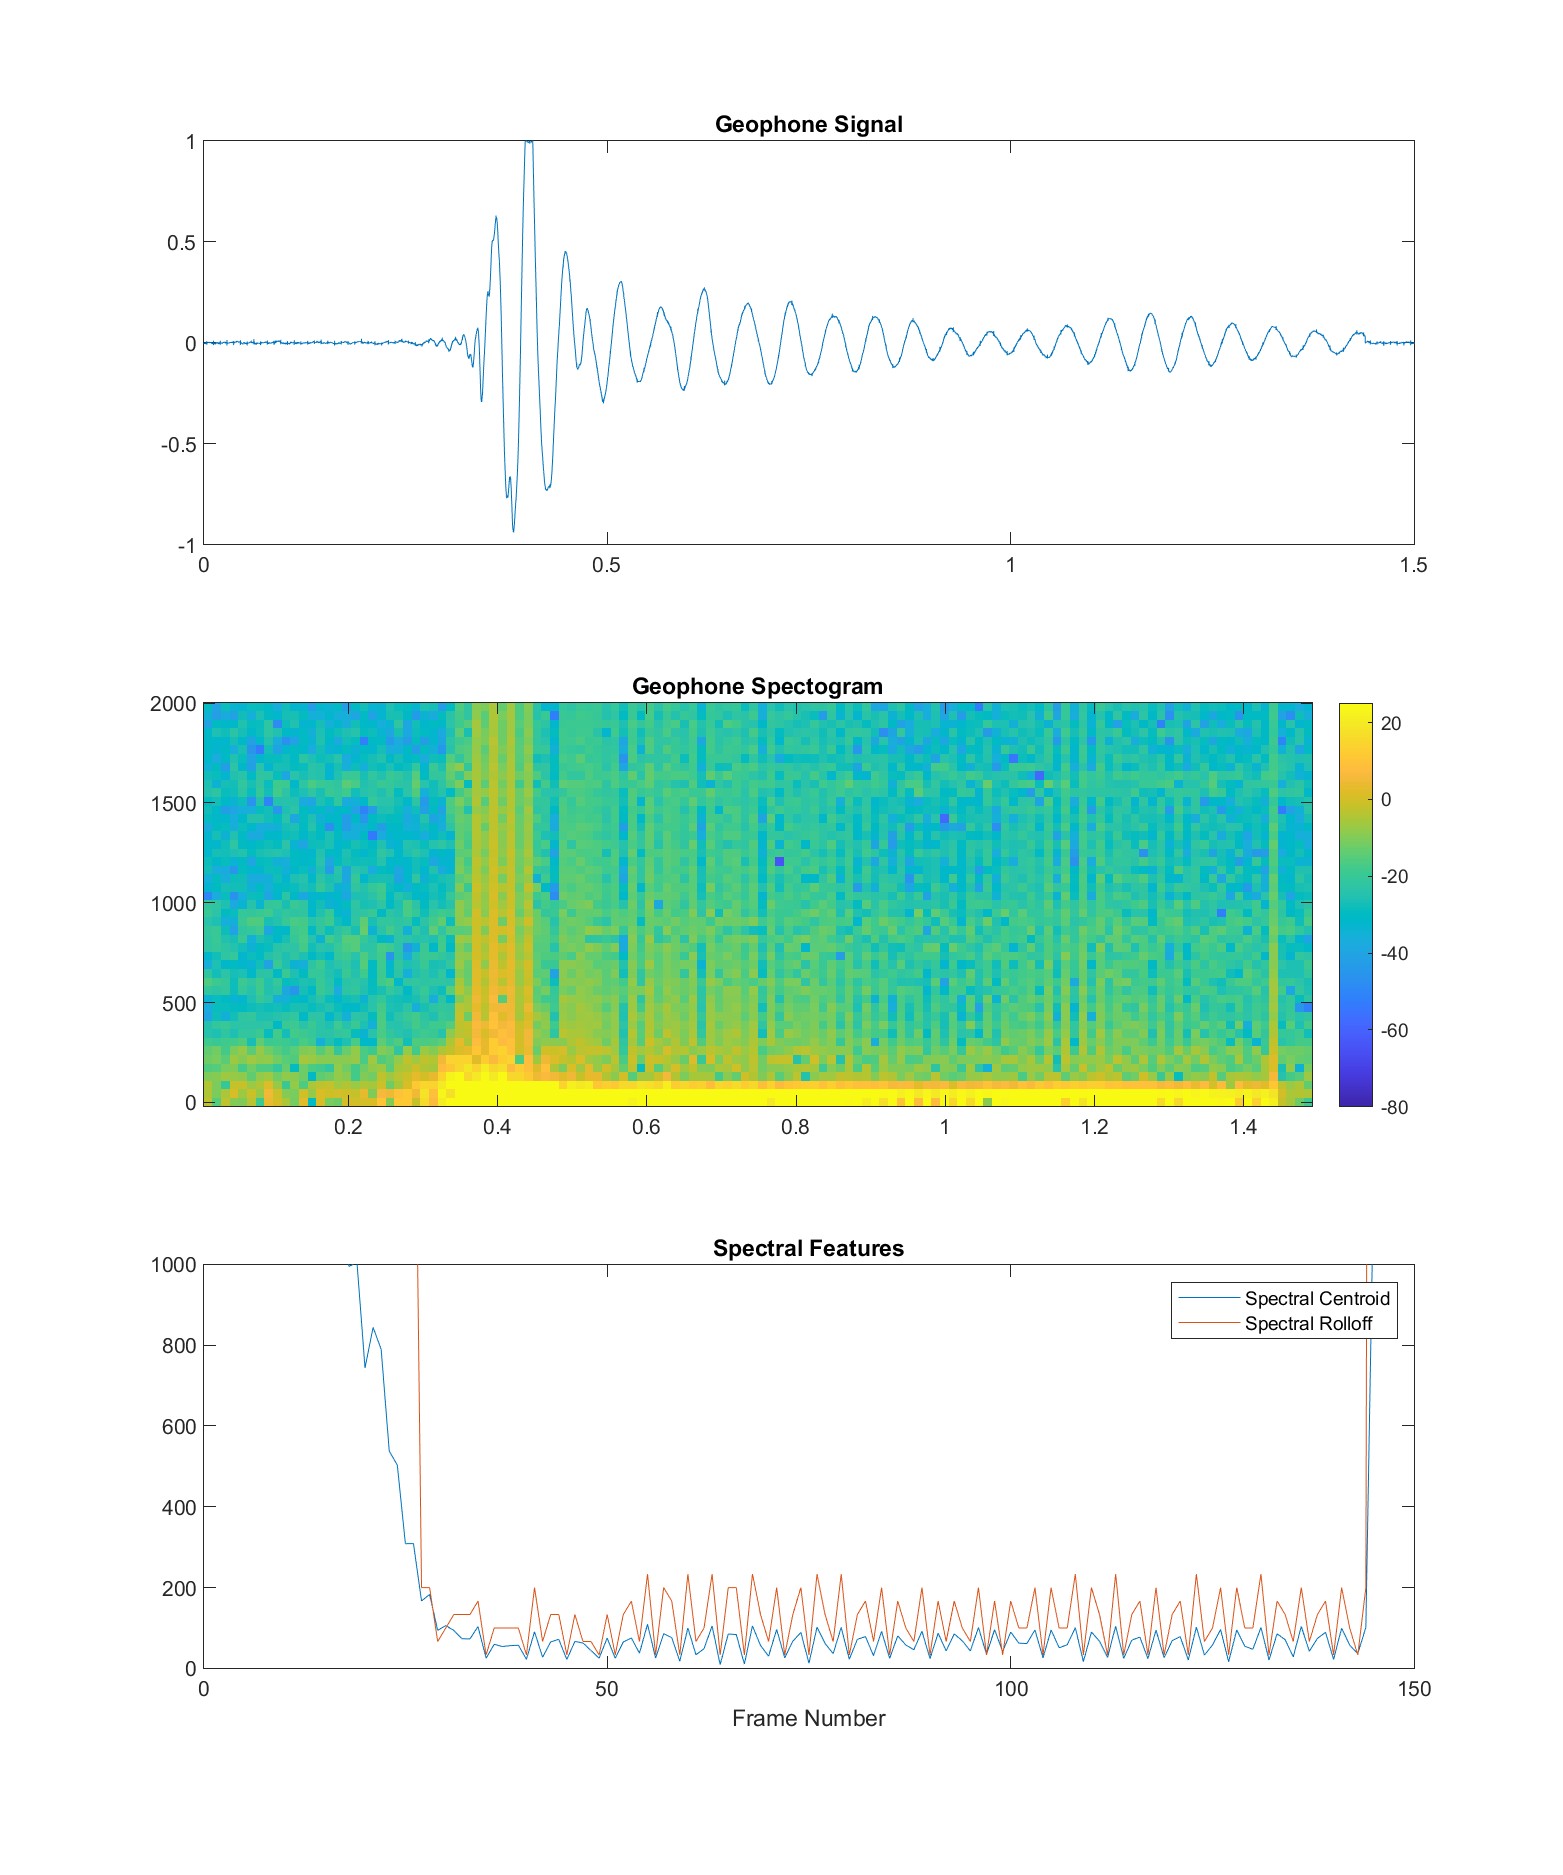 Geophone Signal
1
0.5
0
-0.5
-1
0 0.5 1 1.5
Geophone Spectogram
2000
1500
1000
500
0
0.2 0.4 0.6 0.8 1 1.2 1.4
20
0
-20
-40
-60
-80
Spectral Features
1000
800
600
400
200
0
Spectral Centroid
Spectral Rolloff
0 50 100 150
Frame Number